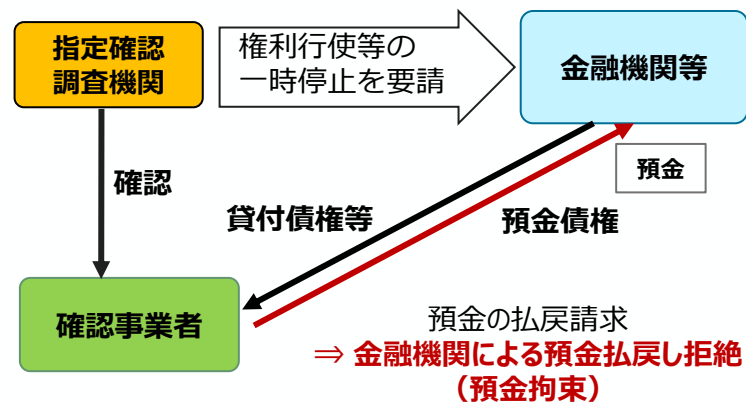 指定確認
調査機関
権利行使等の
一時停止を要請
金融機関等
預金
確認
貸付債権等
預金債権
確認事業者
預金の払戻請求
⇒ 金融機関による預金払戻し拒絶
（預金拘束）